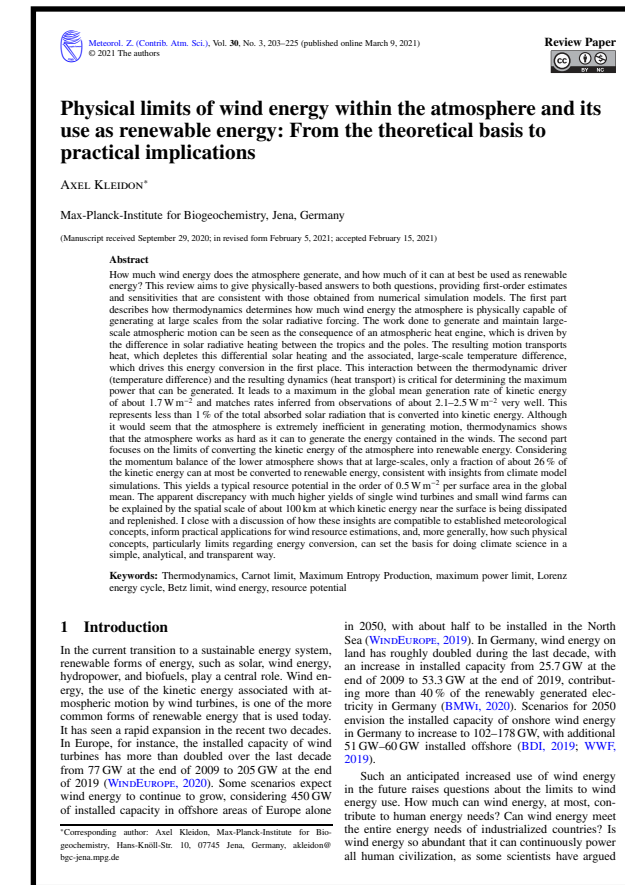 Meteorol. Z. (Contrib. Atm. Sci.), Vol. 30, No. 3, 203–225 (published online March 9, 2021)
© 2021 The authors
Review Paper
CC BY NC
Physical limits of wind energy within the atmosphere and its
use as renewable energy: From the theoretical basis to
practical implications
AXEL KLEIDON*
Max-Planck-Institute for Biogeochemistry, Jena, Germany
(Manuscript received September 29, 2020; in revised form February 5, 2021; accepted February 15, 2021)
Abstract
How much wind energy does the atmosphere generate, and how much of it can at best be used as renewable
energy? This review aims to give physically-based answers to both questions, providing first-order estimates
and sensitivities that are consistent with those obtained from numerical simulation models. The first part
describes how thermodynamics determines how much wind energy the atmosphere is physically capable of
generating at large scales from the solar radiative forcing. The work done to generate and maintain large-
scale atmospheric motion can be seen as the consequence of an atmospheric heat engine, which is driven by
the difference in solar radiative heating between the tropics and the poles. The resulting motion transports
heat, which depletes this differential solar heating and the associated, large-scale temperature difference,
which drives this energy conversion in the first place. This interaction between the thermodynamic driver
(temperature difference) and the resulting dynamics (heat transport) is critical for determining the maximum
power that can be generated. It leads to a maximum in the global mean generation rate of kinetic energy
of about 1.7 W m−2 and matches rates inferred from observations of about 2.1–2.5 W m−2 very well. This
represents less than 1 % of the total absorbed solar radiation that is converted into kinetic energy. Although
it would seem that the atmosphere is extremely inefficient in generating motion, thermodynamics shows
that the atmosphere works as hard as it can to generate the energy contained in the winds. The second part
focuses on the limits of converting the kinetic energy of the atmosphere into renewable energy. Considering
the momentum balance of the lower atmosphere shows that at large-scales, only a fraction of about 26 % of
the kinetic energy can at most be converted to renewable energy, consistent with insights from climate model
simulations. This yields a typical resource potential in the order of 0.5 W m−2 per surface area in the global
mean. The apparent discrepancy with much higher yields of single wind turbines and small wind farms can
be explained by the spatial scale of about 100 km at which kinetic energy near the surface is being dissipated
and replenished. I close with a discussion of how these insights are compatible to established meteorological
concepts, inform practical applications for wind resource estimations, and, more generally, how such physical
concepts, particularly limits regarding energy conversion, can set the basis for doing climate science in a
simple, analytical, and transparent way.
Keywords: Thermodynamics, Carnot limit, Maximum Entropy Production, maximum power limit, Lorenz
energy cycle, Betz limit, wind energy, resource potential
1 Introduction
In the current transition to a sustainable energy system,
renewable forms of energy, such as solar, wind energy,
hydropower, and biofuels, play a central role. Wind en-
ergy, the use of the kinetic energy associated with at-
mospheric motion by wind turbines, is one of the more
common forms of renewable energy that is used today.
It has seen a rapid expansion in the recent two decades.
In Europe, for instance, the installed capacity of wind
turbines has more than doubled over the last decade
from 77 GW at the end of 2009 to 205 GW at the end
of 2019 (WINDEUROPE, 2020). Some scenarios expect
wind energy to continue to grow, considering 450 GW
of installed capacity in offshore areas of Europe alone
*Corresponding author: Axel Kleidon, Max-Planck-Institute for Bio-
geochemistry, Hans-Knöll-Str. 10, 07745 Jena, Germany, akleidon@
bgc-jena.mpg.de
in 2050, with about half to be installed in the North
Sea (WINDEUROPE, 2019). In Germany, wind energy on
land has roughly doubled during the last decade, with
an increase in installed capacity from 25.7 GW at the
end of 2009 to 53.3 GW at the end of 2019, contribut-
ing more than 40 % of the renewably generated elec-
tricity in Germany (BMWI, 2020). Scenarios for 2050
envision the installed capacity of onshore wind energy
in Germany to increase to 102–178 GW, with additional
51 GW–60 GW installed offshore (BDI, 2019; WWF,
2019).
Such an anticipated increased use of wind energy
in the future raises questions about the limits to wind
energy use. How much can wind energy, at most, con-
tribute to human energy needs? Can wind energy meet
the entire energy needs of industrialized countries? Is
wind energy so abundant that it can continuously power
all human civilization, as some scientists have argued